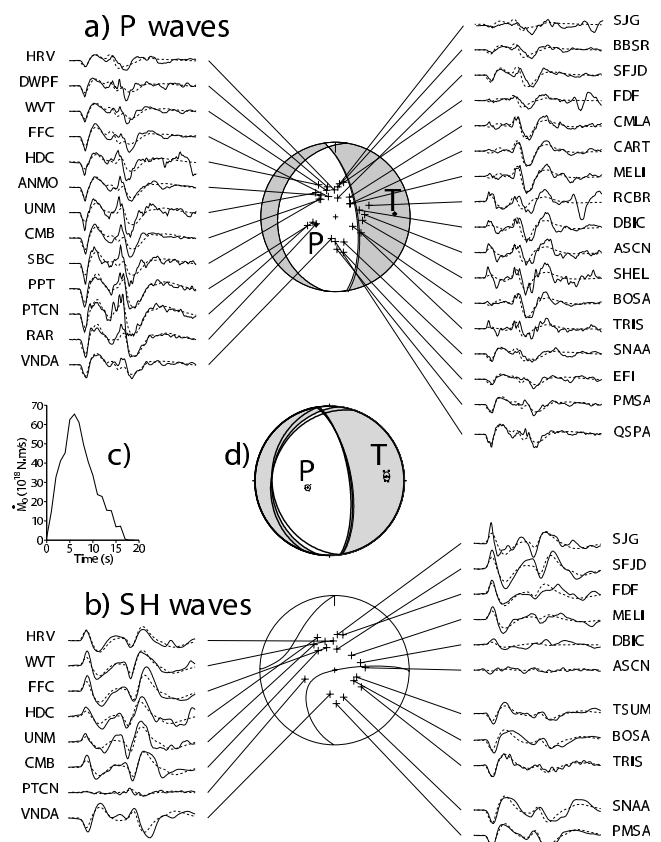 a) P waves
HRV
DWPF
WVT
FFC
HDC
ANMO
UNM
CMB
SBC
PPT
PTCN
RAR
VNDA
P
T
SJG
BBSR
SFJD
FDF
CMLA
CART
MELI
RCBR
DBIC
ASCN
SHEL
BOSA
TRIS
SNAA
EFI
PMSA
QSPA
c)
Ṁ₀ (10¹⁸ N.m/s)
70
60
50
40
30
20
10
0
0 5 10 15 20
Time (s)
d)
P
T
b) SH waves
HRV
WVT
FFC
HDC
UNM
CMB
PTCN
VNDA
SJG
SFJD
FDF
MELI
DBIC
ASCN
TSUM
BOSA
TRIS
SNAA
PMSA